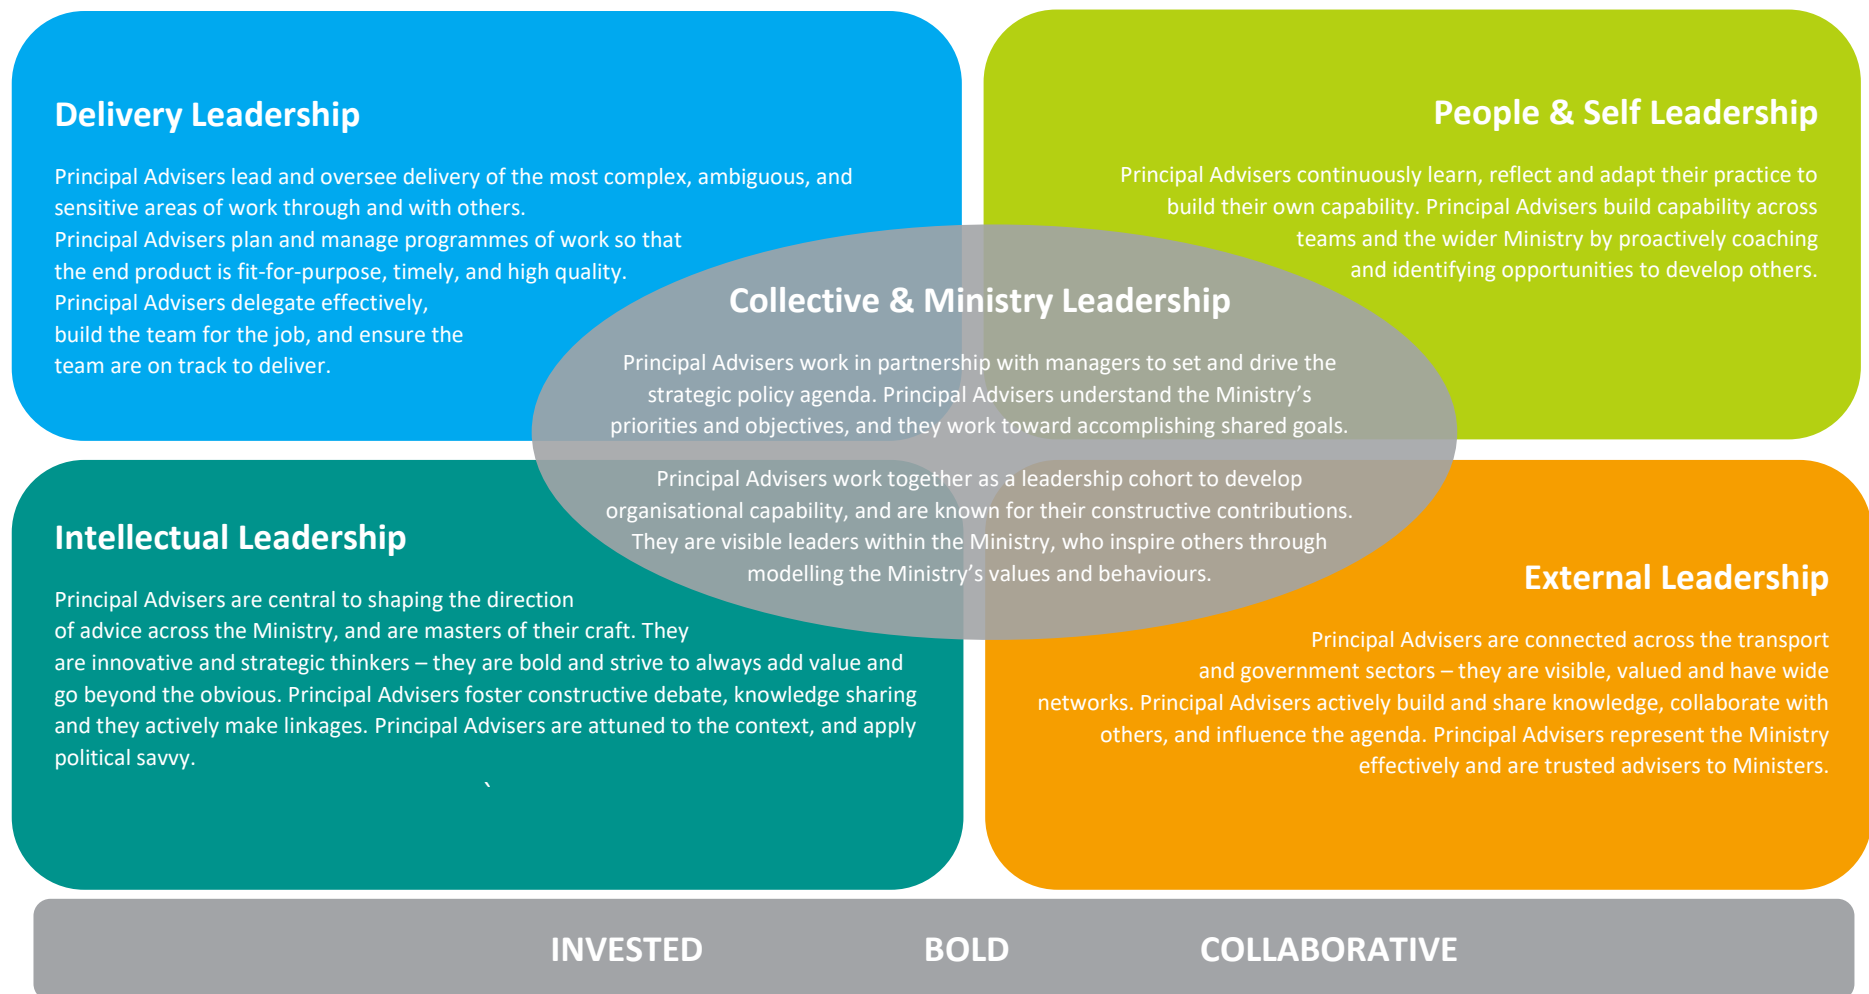 Delivery Leadership
Principal Advisers lead and oversee delivery of the most complex, ambiguous, and
sensitive areas of work through and with others.
Principal Advisers plan and manage programmes of work so that
the end product is fit-for-purpose, timely, and high quality.
Principal Advisers delegate effectively,
build the team for the job, and ensure the
team are on track to deliver.
People & Self Leadership
Principal Advisers continuously learn, reflect and adapt their practice to
build their own capability. Principal Advisers build capability across
teams and the wider Ministry by proactively coaching
and identifying opportunities to develop others.
Collective & Ministry Leadership
Principal Advisers work in partnership with managers to set and drive the
strategic policy agenda. Principal Advisers understand the Ministry’s
priorities and objectives, and they work toward accomplishing shared goals.
Principal Advisers work together as a leadership cohort to develop
organisational capability, and are known for their constructive contributions.
They are visible leaders within the Ministry, who inspire others through
modelling the Ministry’s values and behaviours.
Intellectual Leadership
Principal Advisers are central to shaping the direction
of advice across the Ministry, and are masters of their craft. They
are innovative and strategic thinkers – they are bold and strive to always add value and
go beyond the obvious. Principal Advisers foster constructive debate, knowledge sharing
and they actively make linkages. Principal Advisers are attuned to the context, and apply
political savvy.
`
External Leadership
Principal Advisers are connected across the transport
and government sectors – they are visible, valued and have wide
networks. Principal Advisers actively build and share knowledge, collaborate with
others, and influence the agenda. Principal Advisers represent the Ministry
effectively and are trusted advisers to Ministers.
INVESTED BOLD COLLABORATIVE